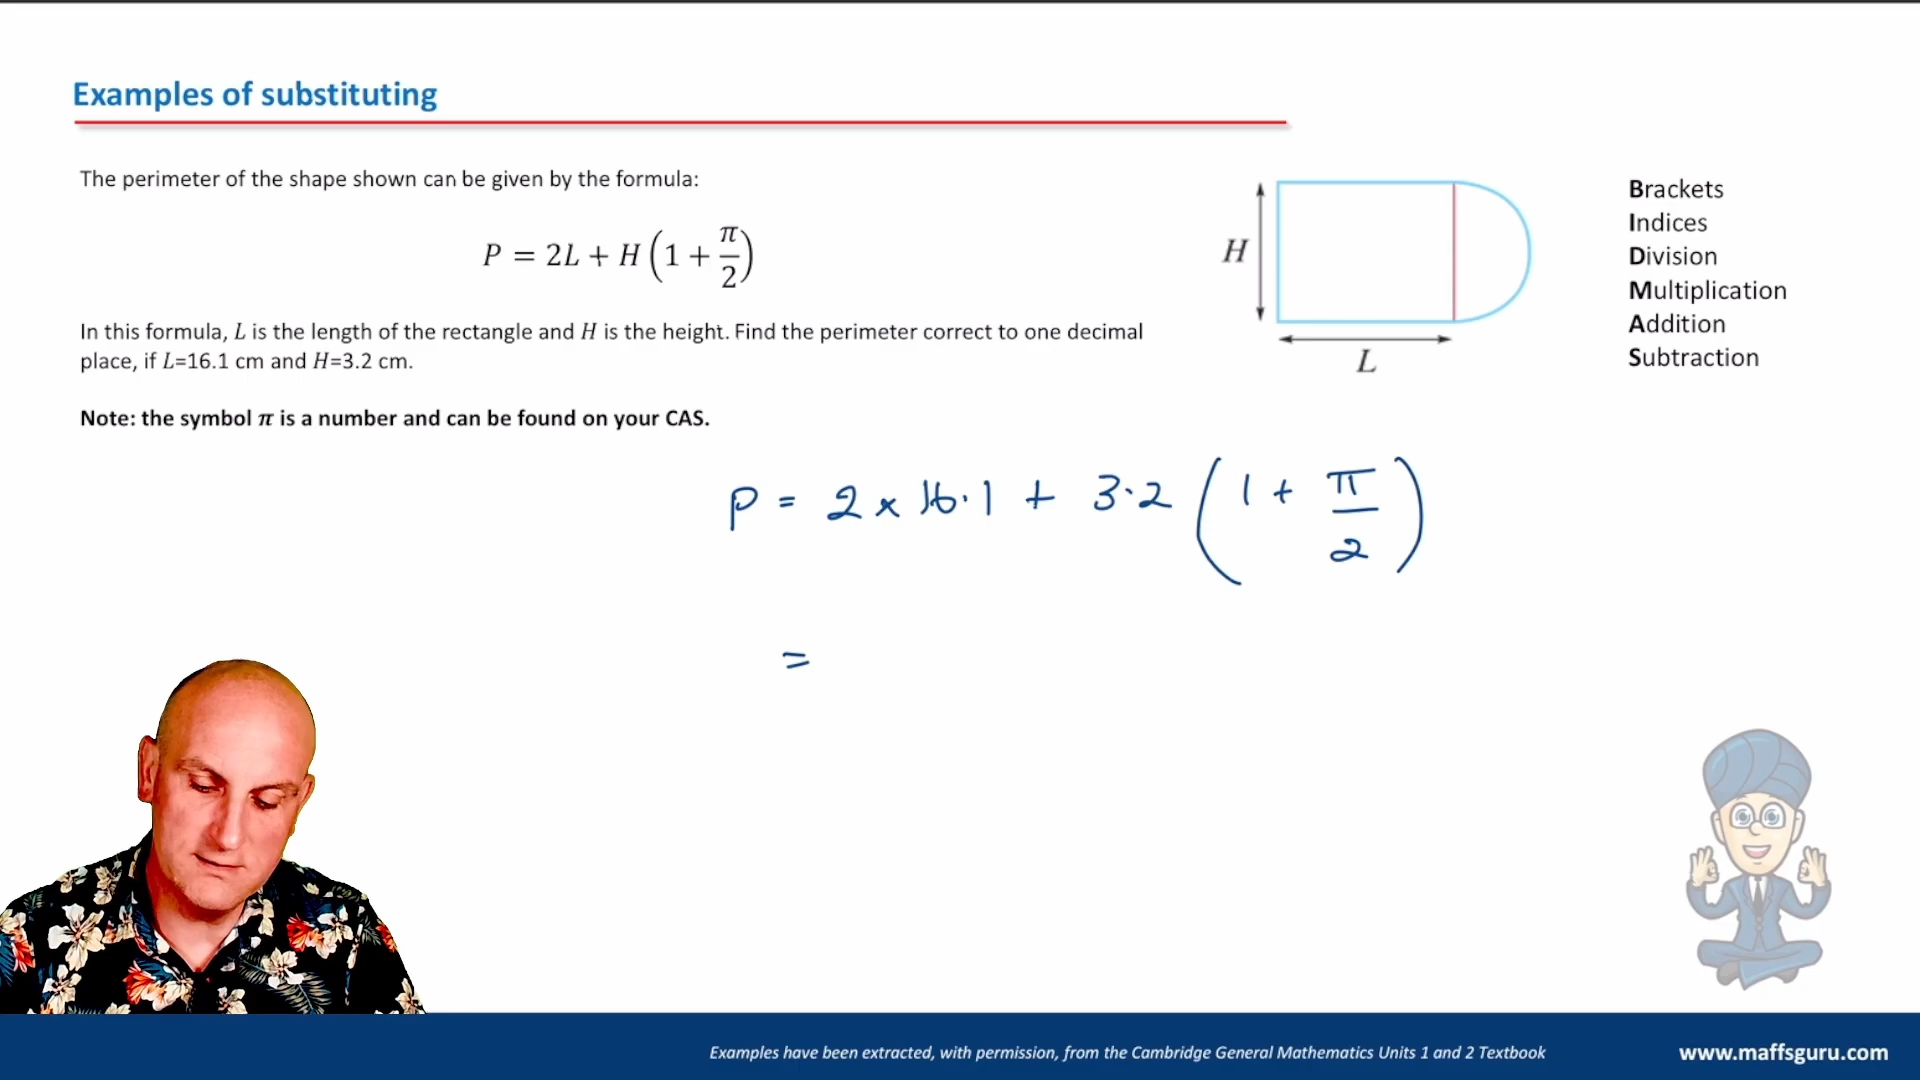 Examples of substituting
The perimeter of the shape shown can be given by the formula:
P = 2L + H(1 + π/2)
In this formula, L is the length of the rectangle and H is the height. Find the perimeter correct to one decimal
place, if L=16.1 cm and H=3.2 cm.
Note: the symbol π is a number and can be found on your CAS.
H
L
Brackets
Indices
Division
Multiplication
Addition
Subtraction
P = 2 × 16·1 + 3·2 (1 + π/2)
=
Examples have been extracted, with permission, from the Cambridge General Mathematics Units 1 and 2 Textbook
www.maffsguru.com